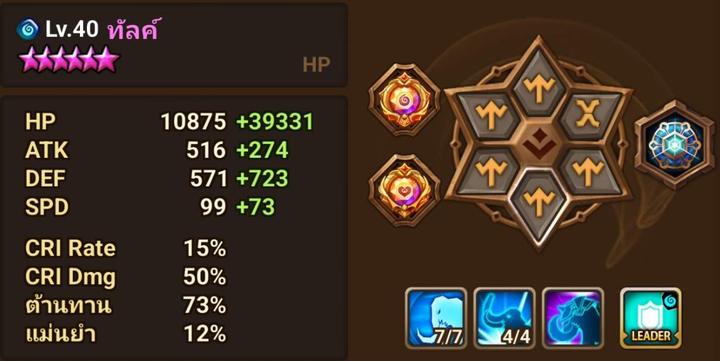 Lv.40 ทัลค์
HP
HP 10875 +39331
ATK 516 +274
DEF 571 +723
SPD 99 +73
CRI Rate 15%
CRI Dmg 50%
ต้านทาน 73%
แม่นยำ 12%
7/7 4/4 LEADER